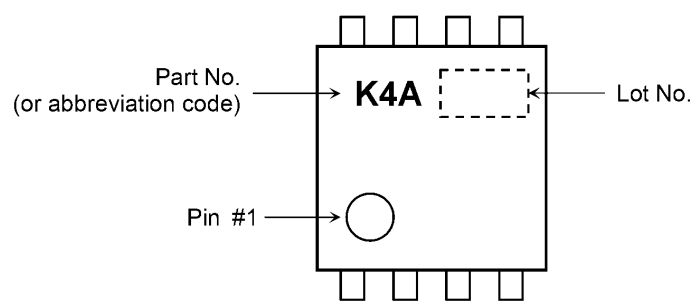 Part No.
(or abbreviation code)
K4A
Lot No.
Pin #1